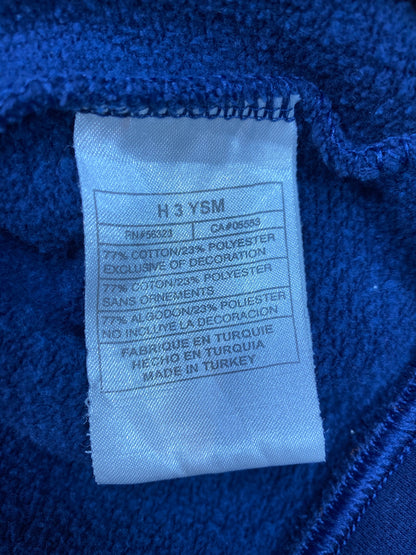 H 3 YSM
RN#56323 CA#05553
77% COTTON/23% POLYESTER
EXCLUSIVE OF DECORATION
77% COTON/23% POLYESTER
SANS ORNEMENTS
77% ALGODON/23% POLIESTER
NO INCLUYE LA DECORACION
FABRIQUE EN TURQUIE
HECHO EN TURQUIA
MADE IN TURKEY